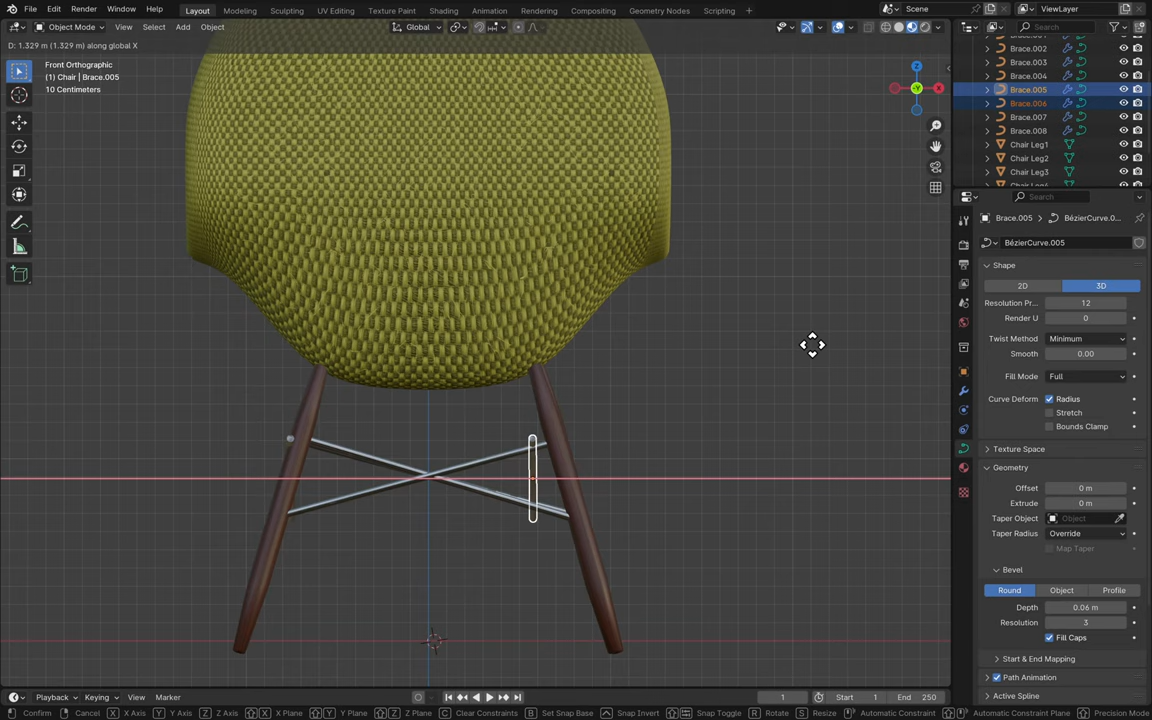 File Edit Render Window Help
Layout Modeling Sculpting UV Editing Texture Paint Shading Animation Rendering Compositing Geometry Nodes Scripting
Scene
ViewLayer
Object Mode
View Select Add Object
Global
Search
D: 1.329 m (1.329 m) along global X
Front Orthographic
(1) Chair | Brace.005
10 Centimeters
Z
X
-Y
Brace.002
Brace.003
Brace.004
Brace.005
Brace.006
Brace.007
Brace.008
Chair Leg1
Chair Leg2
Chair Leg3
Search
Brace.005 > BézierCurve.0...
BézierCurve.005
Shape
2D 3D
Resolution Pr... 12
Render U 0
Twist Method Minimum
Smooth 0.00
Fill Mode Full
Curve Deform Radius
Stretch
Bounds Clamp
Texture Space
Geometry
Offset 0 m
Extrude 0 m
Taper Object Object
Taper Radius Override
Map Taper
Bevel
Round Object Profile
Depth 0.06 m
Resolution 3
Fill Caps
Start & End Mapping
Path Animation
Active Spline
Playback Keying View Marker
1 Start 1 End 250
Confirm Cancel X X Axis Y Y Axis Z Z Axis X X Plane Y Y Plane Z Z Plane C Clear Constraints B Set Snap Base Snap Invert Snap Toggle G Move R Rotate S Resize Automatic Constraint Automatic Constraint Plane Precision Mode